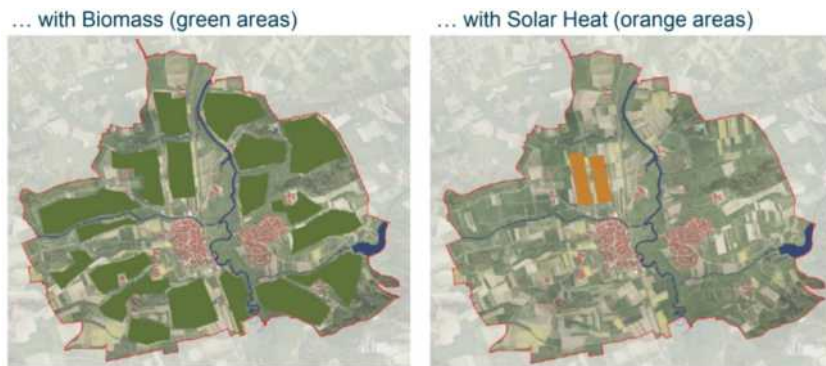 ... with Biomass (green areas)
... with Solar Heat (orange areas)